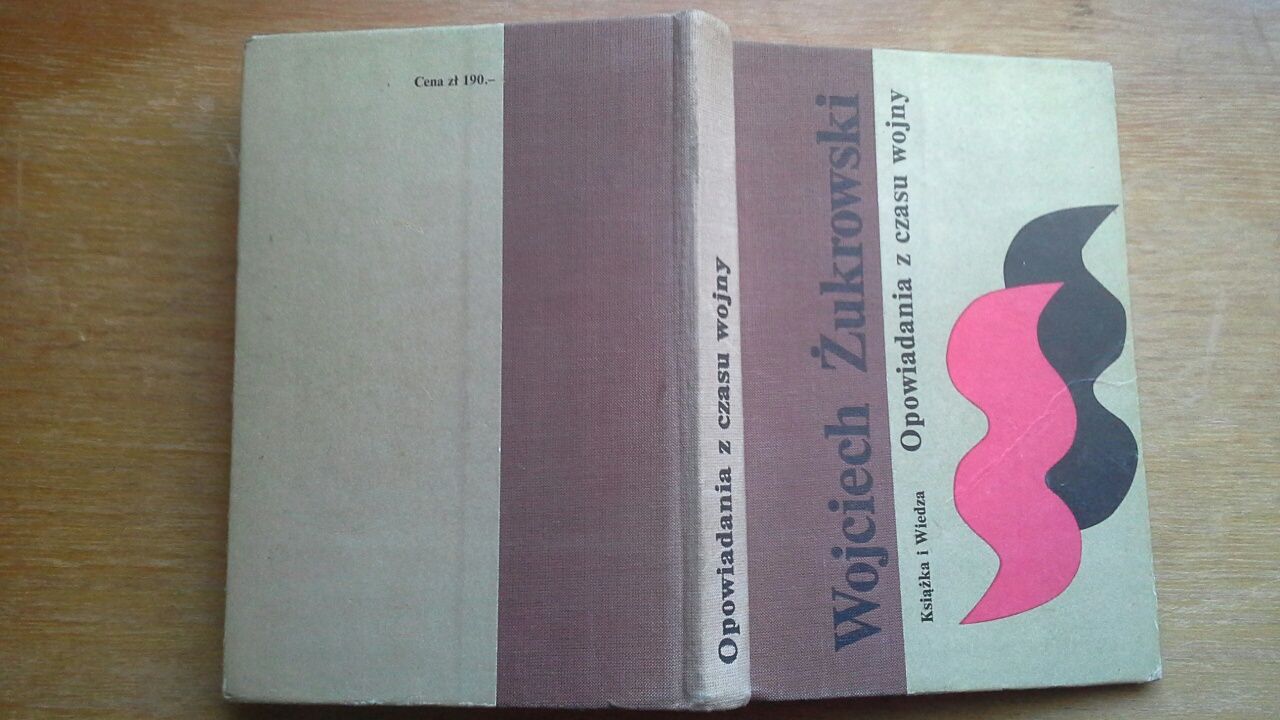 Cena zł 190.–
Opowiadania z czasu wojny
Wojciech Żukrowski
Opowiadania z czasu wojny
Książka i Wiedza